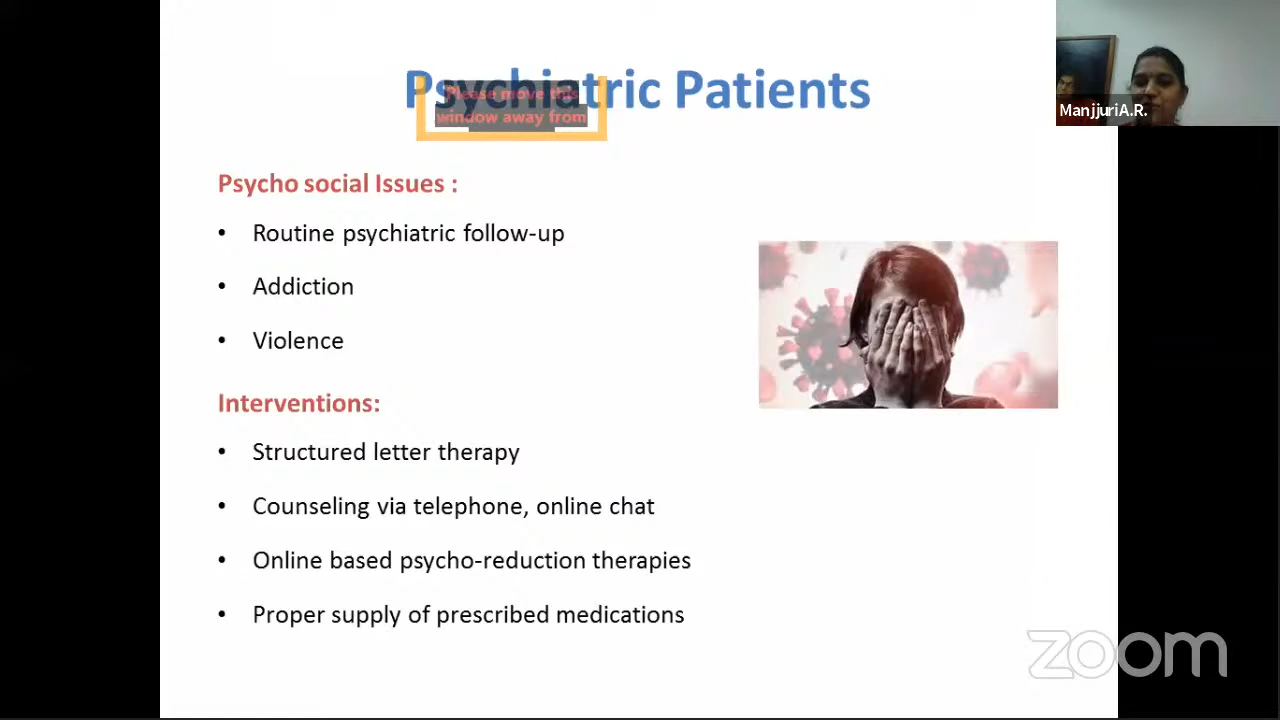 Psychiatric Patients
Please move this
window away from
ManjjuriA.R.
Psycho social Issues :
• Routine psychiatric follow-up
• Addiction
• Violence
Interventions:
• Structured letter therapy
• Counseling via telephone, online chat
• Online based psycho-reduction therapies
• Proper supply of prescribed medications
zoom